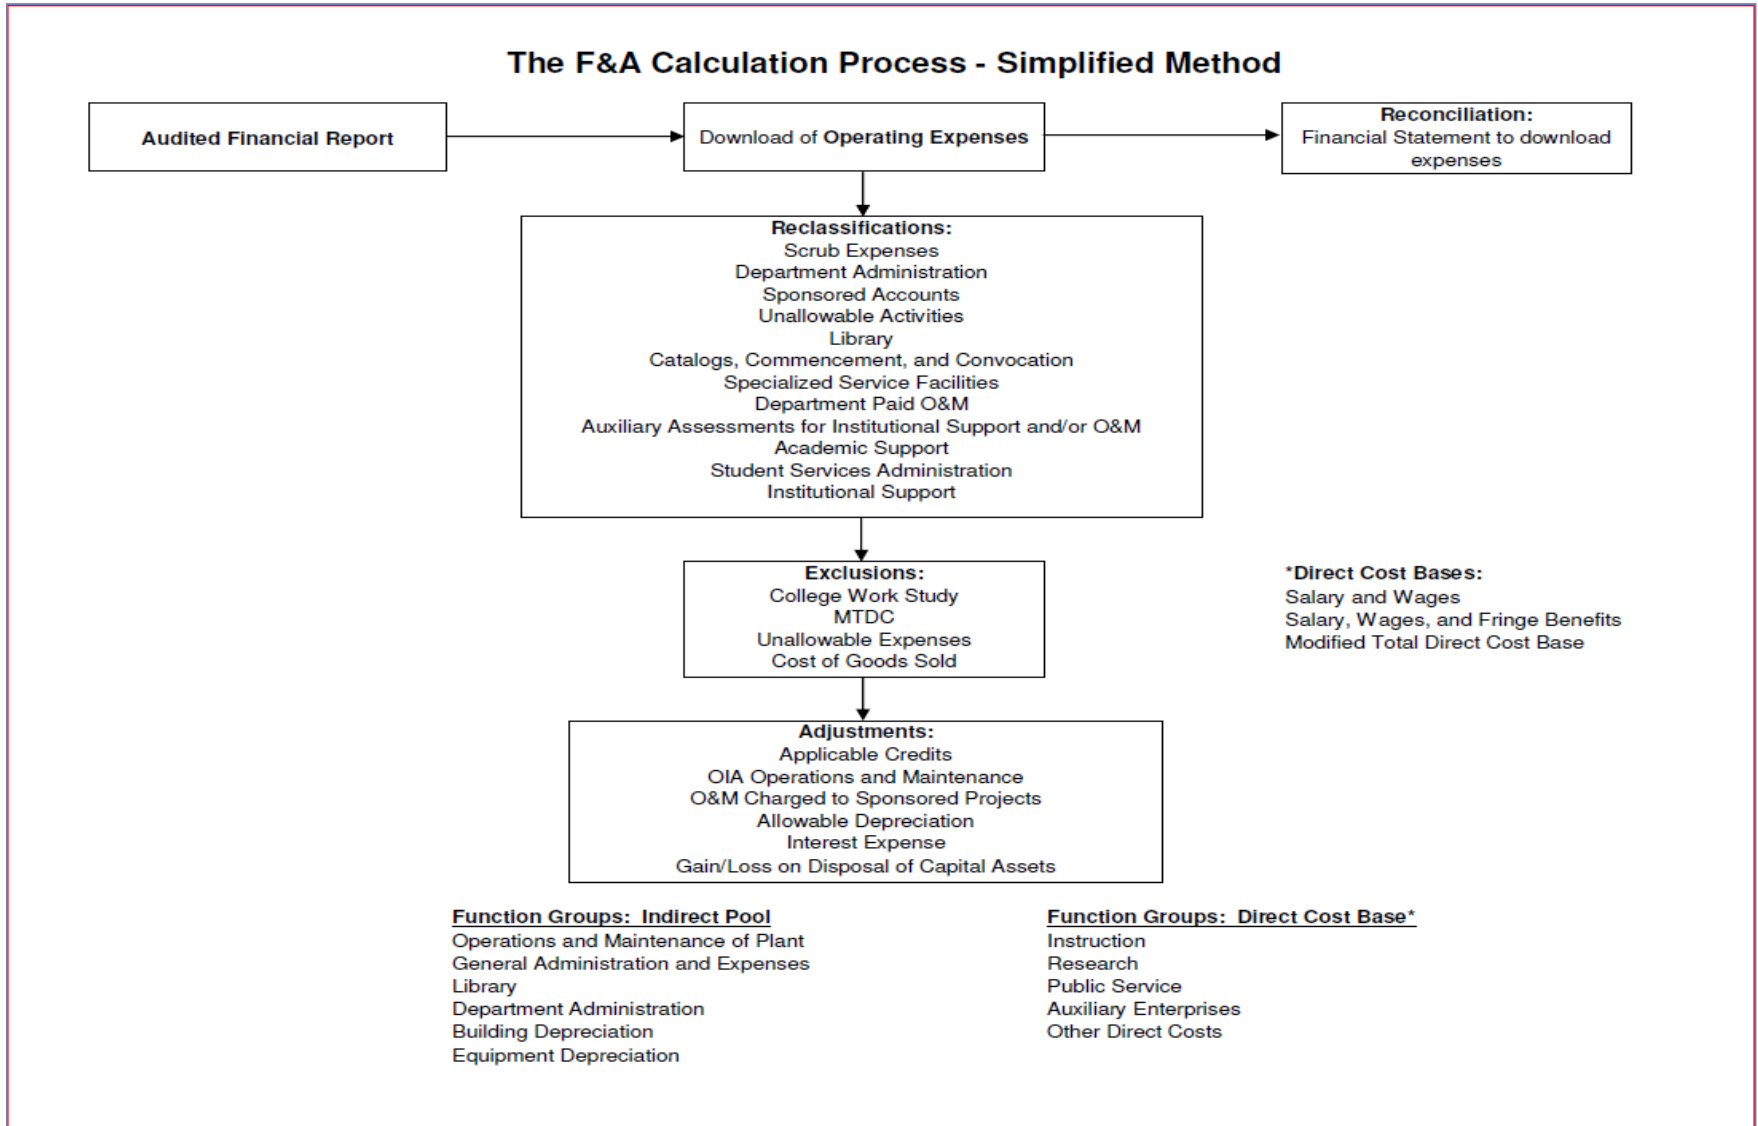 The F&A Calculation Process - Simplified Method
Audited Financial Report
Download of Operating Expenses
Reconciliation:
Financial Statement to download
expenses
Reclassifications:
Scrub Expenses
Department Administration
Sponsored Accounts
Unallowable Activities
Library
Catalogs, Commencement, and Convocation
Specialized Service Facilities
Department Paid O&M
Auxiliary Assessments for Institutional Support and/or O&M
Academic Support
Student Services Administration
Institutional Support
Exclusions:
College Work Study
MTDC
Unallowable Expenses
Cost of Goods Sold
*Direct Cost Bases:
Salary and Wages
Salary, Wages, and Fringe Benefits
Modified Total Direct Cost Base
Adjustments:
Applicable Credits
OIA Operations and Maintenance
O&M Charged to Sponsored Projects
Allowable Depreciation
Interest Expense
Gain/Loss on Disposal of Capital Assets
Function Groups:  Indirect Pool
Operations and Maintenance of Plant
General Administration and Expenses
Library
Department Administration
Building Depreciation
Equipment Depreciation
Function Groups:  Direct Cost Base*
Instruction
Research
Public Service
Auxiliary Enterprises
Other Direct Costs